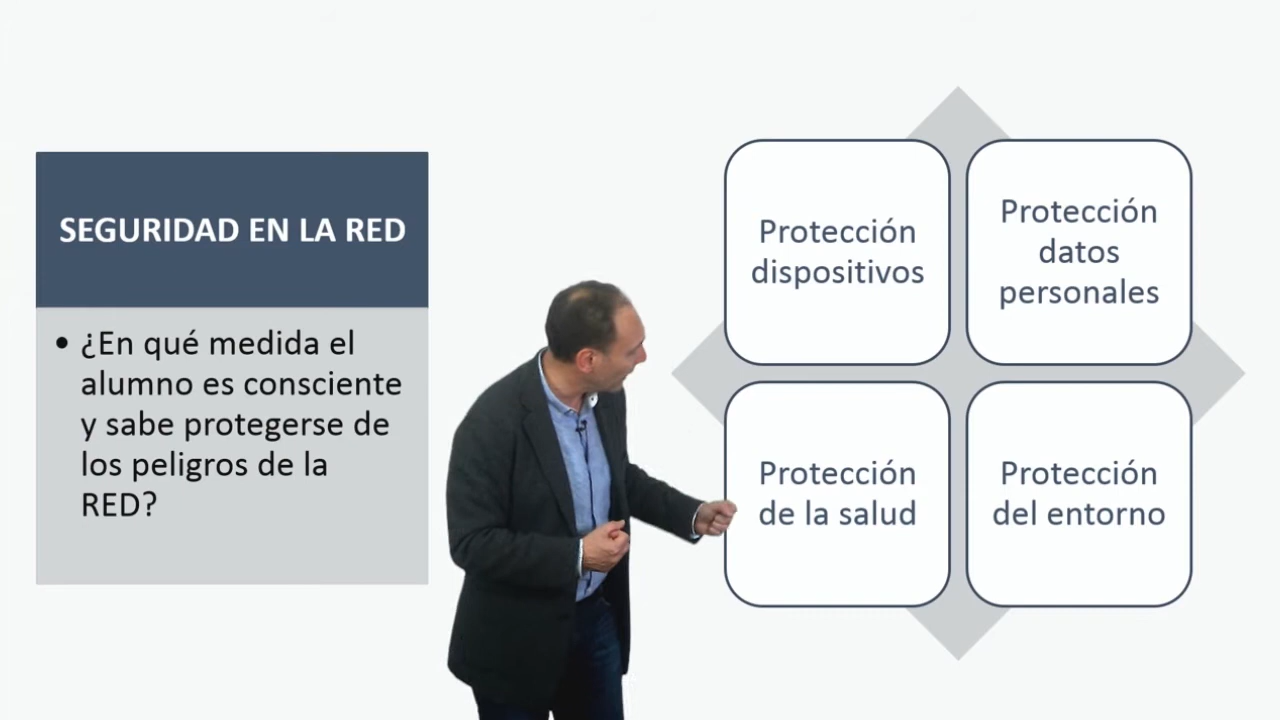 SEGURIDAD EN LA RED
• ¿En qué medida el
alumno es consciente
y sabe protegerse de
los peligros de la
RED?
Protección
dispositivos
Protección
datos
personales
Protección
de la salud
Protección
del entorno